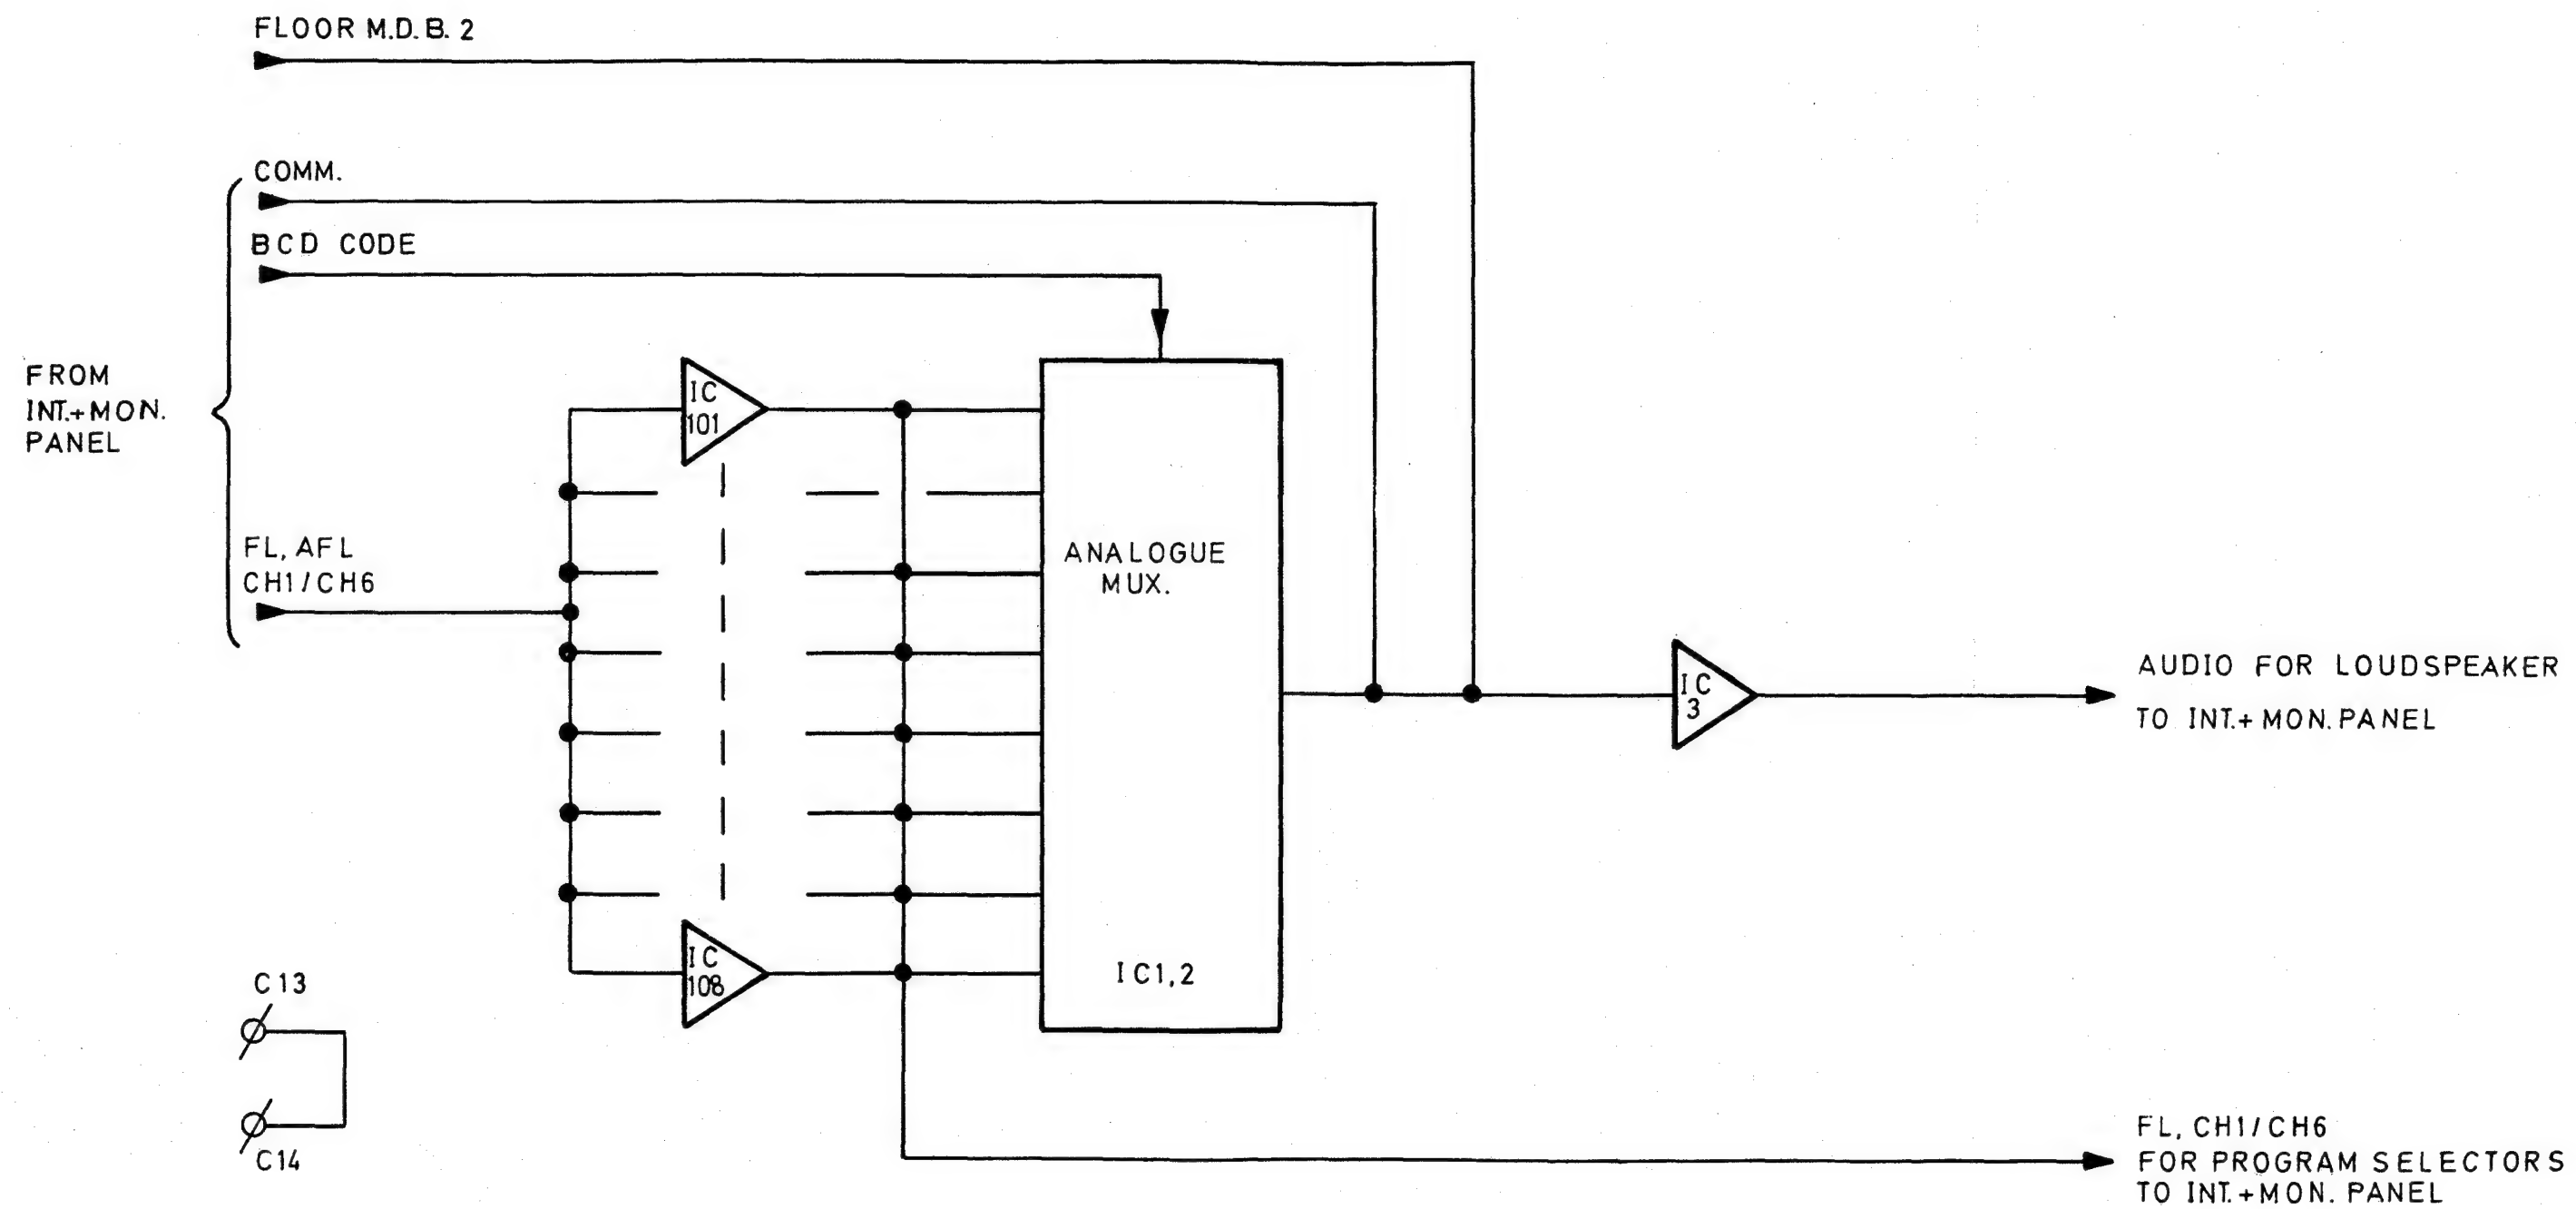 FLOOR M.D.B. 2
COMM.
BCD CODE
FROM
INT.+MON.
PANEL
FL, AFL
CH1/CH6
IC
101
ANALOGUE
MUX.
IC
3
AUDIO FOR LOUDSPEAKER
TO INT.+MON. PANEL
IC
108
IC1,2
C13
C14
FL, CH1/CH6
FOR PROGRAM SELECTORS
TO INT.+MON. PANEL